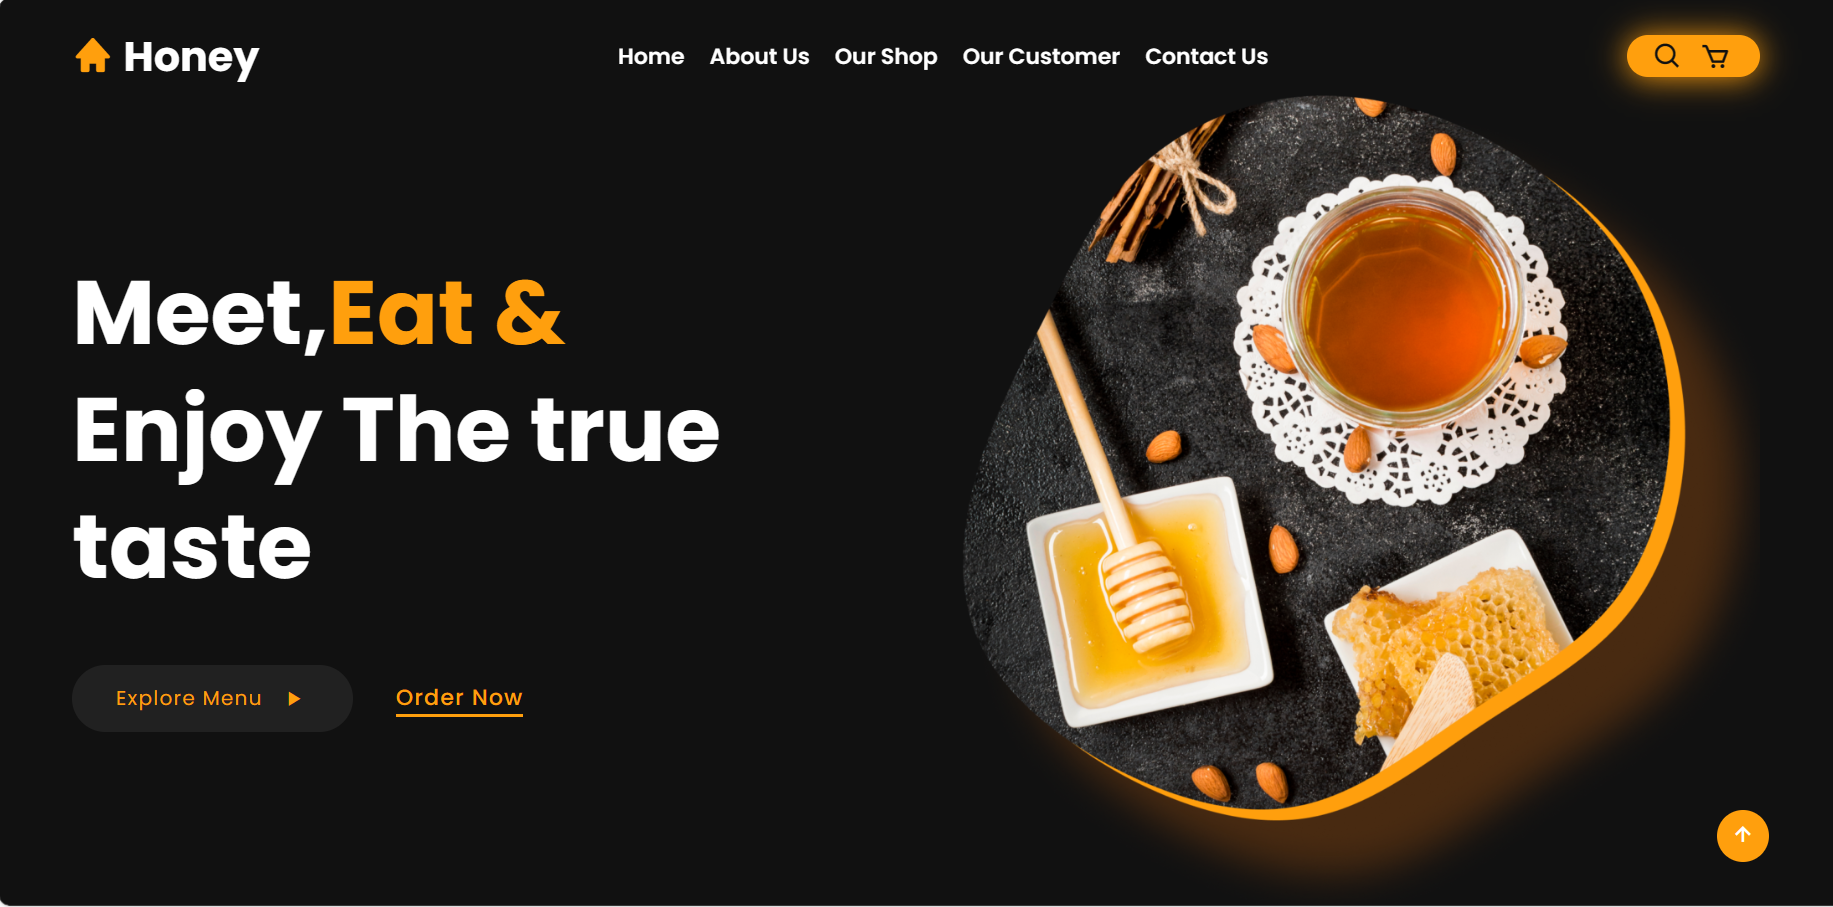 Honey
Home About Us Our Shop Our Customer Contact Us
Meet,Eat &
Enjoy The true
taste
Explore Menu
Order Now